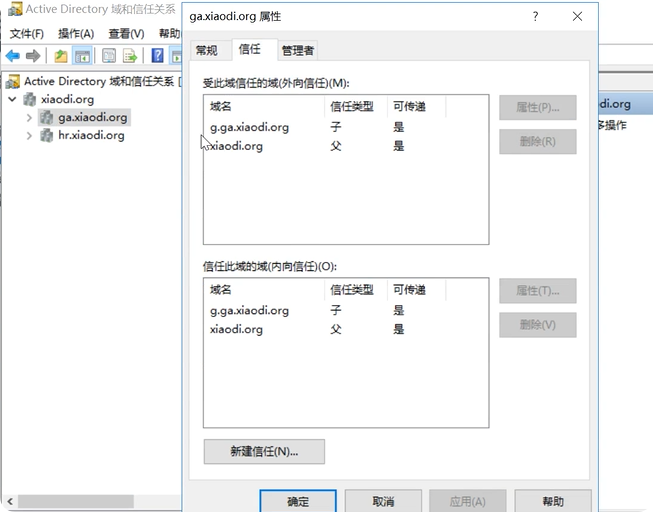 Active Directory 域和信任关系
文件(F) 操作(A) 查看(V) 帮助
Active Directory 域和信任关系 [
xiaodi.org
ga.xiaodi.org
hr.xiaodi.org
ga.xiaodi.org 属性
? ×
常规 信任 管理者
受此域信任的域(外向信任)(M):
域名 信任类型 可传递
g.ga.xiaodi.org 子 是
xiaodi.org 父 是
属性(P)...
删除(R)
信任此域的域(内向信任)(O):
域名 信任类型 可传递
g.ga.xiaodi.org 子 是
xiaodi.org 父 是
属性(T)...
删除(V)
新建信任(N)...
确定 取消 应用(A) 帮助
di.org
操作